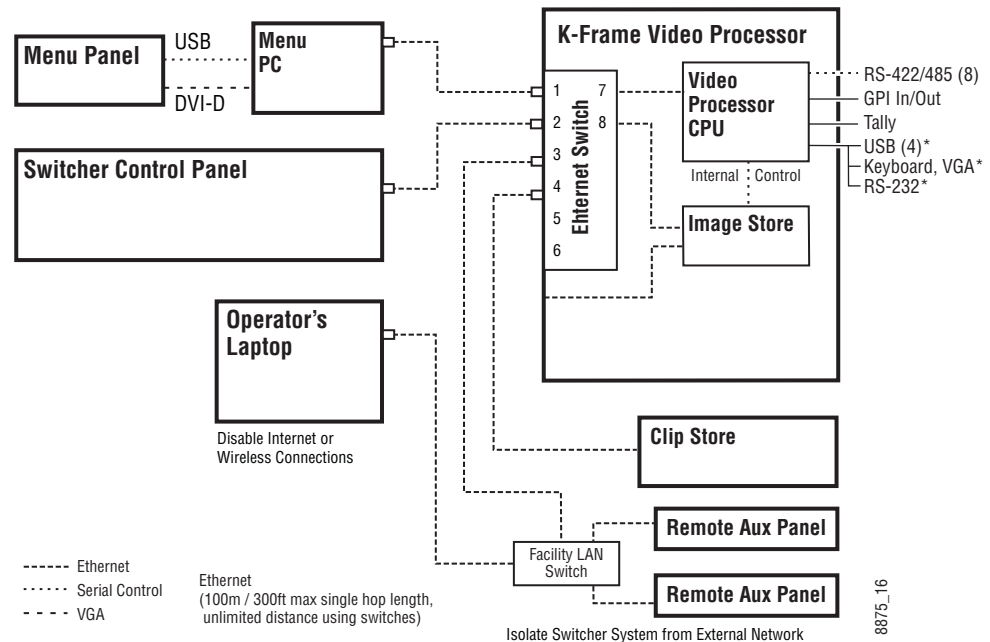 Menu Panel
USB
DVI-D
Menu
PC
K-Frame Video Processor
1
2
3
4
5
6
7
8
Ehternet Switch
Video
Processor
CPU
RS-422/485 (8)
GPI In/Out
Tally
USB (4)*
Keyboard, VGA*
RS-232*
Internal
Control
Image Store
Switcher Control Panel
Operator's
Laptop
Disable Internet or
Wireless Connections
Clip Store
Remote Aux Panel
Facility LAN
Switch
Remote Aux Panel
Ethernet
Serial Control
VGA
Ethernet
(100m / 300ft max single hop length,
unlimited distance using switches)
Isolate Switcher System from External Network
8875_16